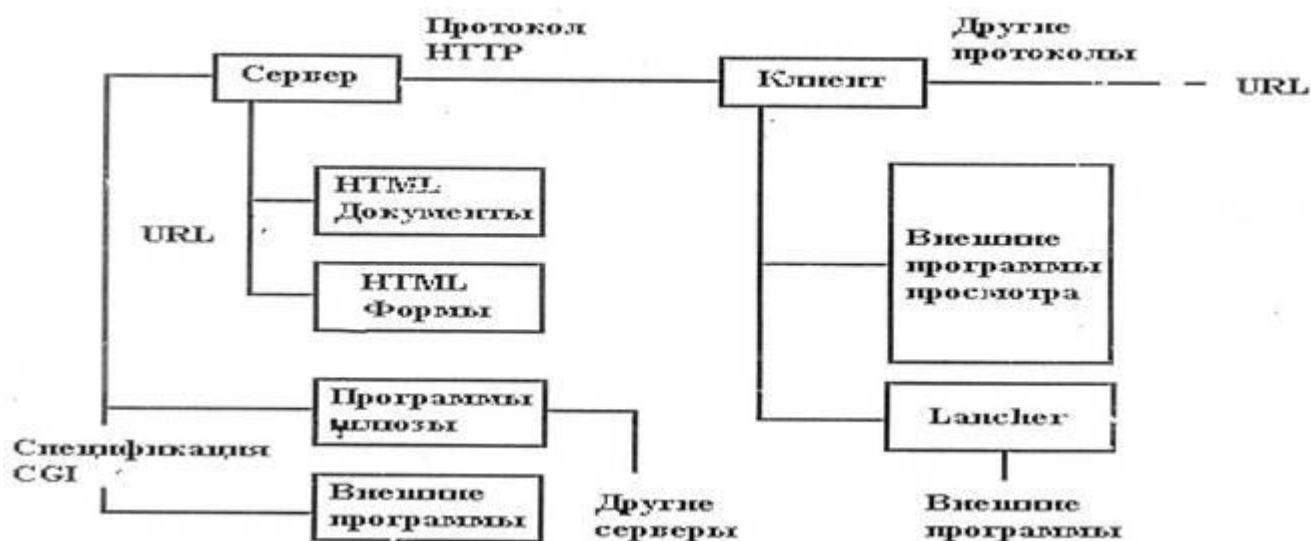 Протокол
HTTP
Другие
протоколы
Сервер
Клиент
URL
HTML
Документы
URL
HTML
Формы
Внешние
программы
просмотра
Программы
шлюзы
Lancher
Спецификация
CGI
Внешние
программы
Другие
серверы
Внешние
программы